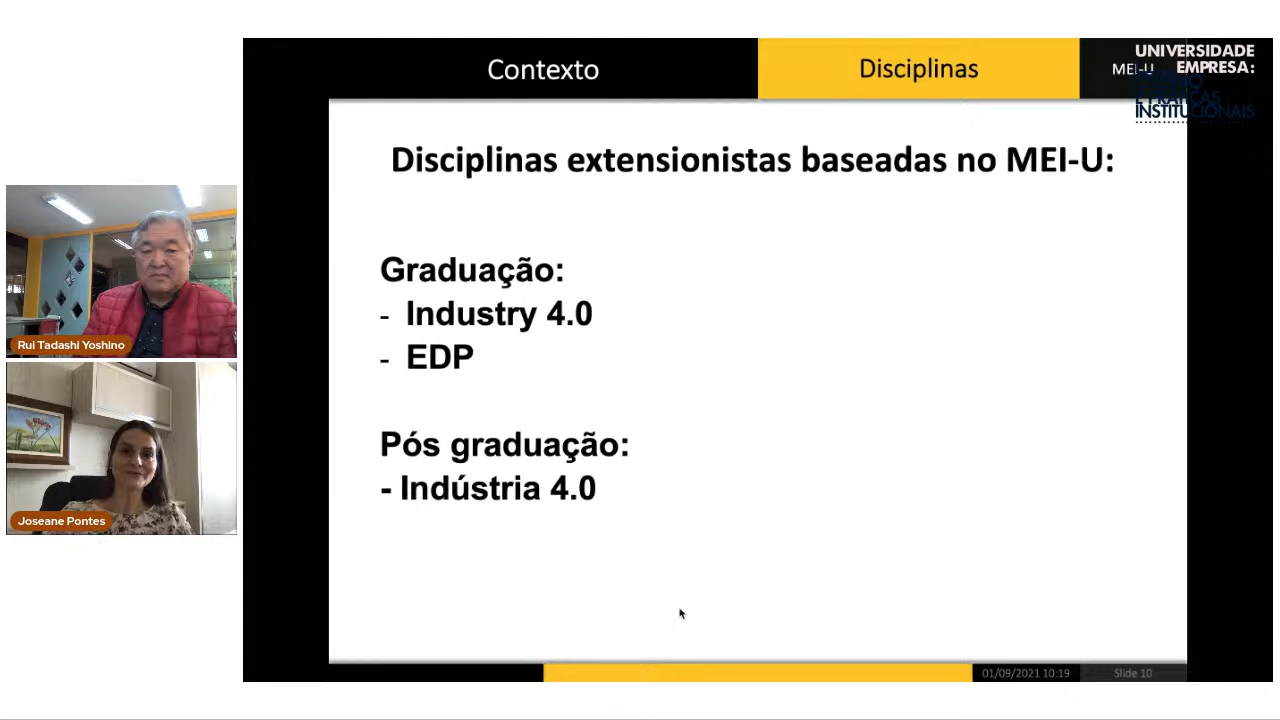 Contexto
Disciplinas
MEI-U
UNIVERSIDADE
EMPRESA:
INSTITUCIONAIS
Disciplinas extensionistas baseadas no MEI-U:
Graduação:
- Industry 4.0
- EDP
Pós graduação:
- Indústria 4.0
Rui Tadashi Yoshino
Joseane Pontes
01/09/2021 10:19
Slide 10